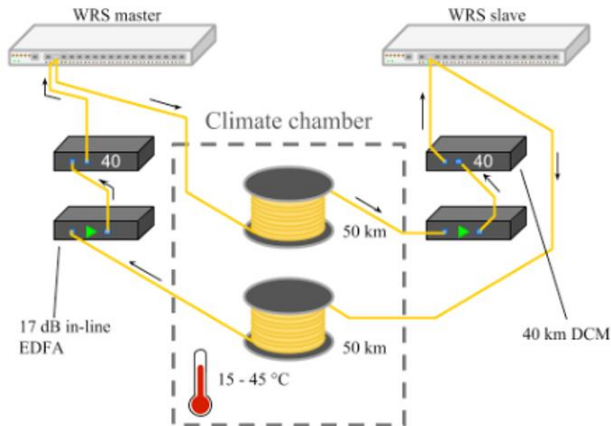 WRS master
WRS slave
Climate chamber
40
40
50 km
17 dB in-line
EDFA
50 km
40 km DCM
15 - 45 °C